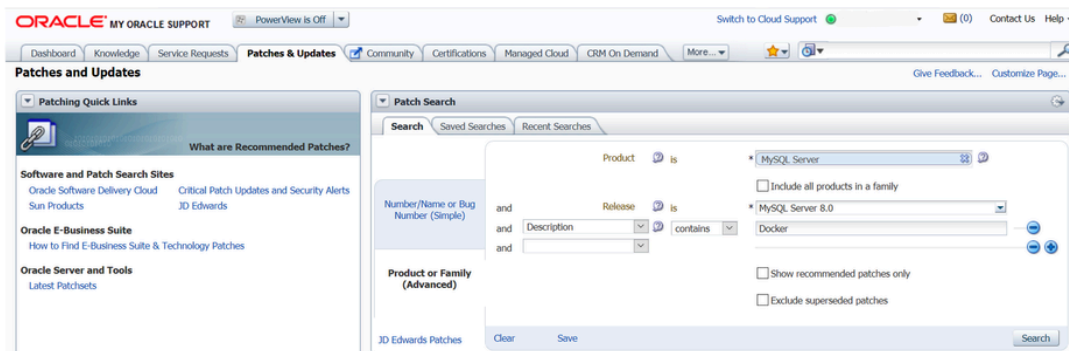 ORACLE MY ORACLE SUPPORT
PowerView is Off
Switch to Cloud Support
(0)
Contact Us
Help
Dashboard
Knowledge
Service Requests
Patches & Updates
Community
Certifications
Managed Cloud
CRM On Demand
More...
Patches and Updates
Give Feedback...
Customize Page...
Patching Quick Links
What are Recommended Patches?
Software and Patch Search Sites
Oracle Software Delivery Cloud
Critical Patch Updates and Security Alerts
Sun Products
JD Edwards
Oracle E-Business Suite
How to Find E-Business Suite & Technology Patches
Oracle Server and Tools
Latest Patchsets
Patch Search
Search
Saved Searches
Recent Searches
Number/Name or Bug
Number (Simple)
Product or Family
(Advanced)
JD Edwards Patches
Product is * MySQL Server
Include all products in a family
and Release is * MySQL Server 8.0
and Description contains Docker
and
Show recommended patches only
Exclude superseded patches
Clear
Save
Search